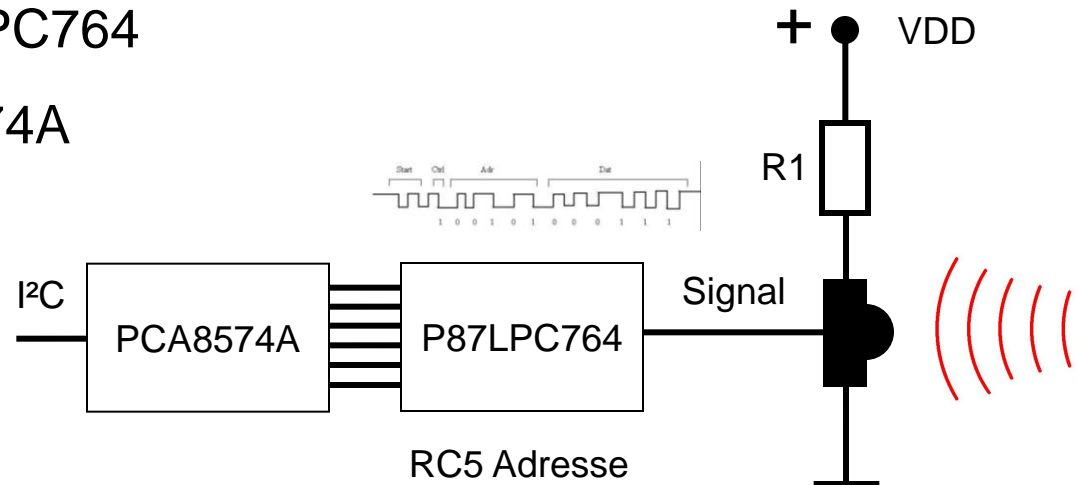 PC764
74A
+ VDD
R1
Start Ctrl Adr Dat
1 0 0 1 0 1 0 0 0 1 1 1
I²C
PCA8574A
P87LPC764
Signal
RC5 Adresse